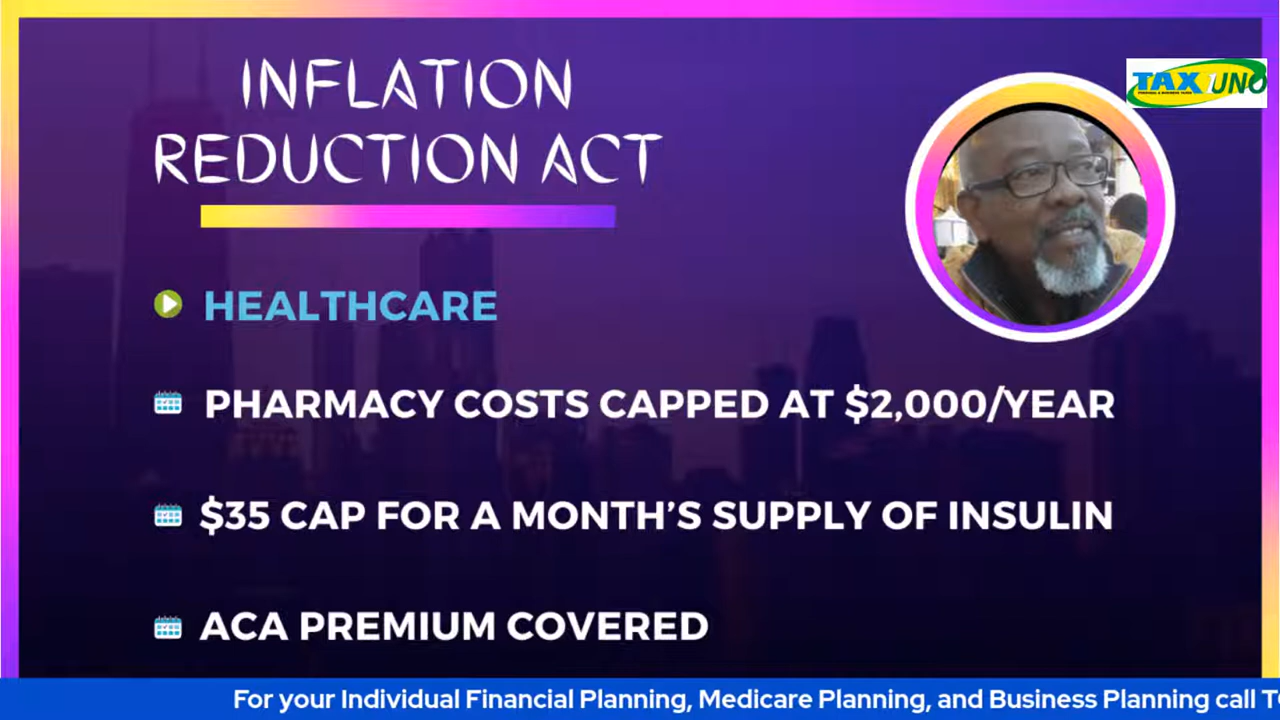 INFLATION
REDUCTION ACT
TAX 1UNO
HEALTHCARE
PHARMACY COSTS CAPPED AT $2,000/YEAR
$35 CAP FOR A MONTH'S SUPPLY OF INSULIN
ACA PREMIUM COVERED
For your Individual Financial Planning, Medicare Planning, and Business Planning call